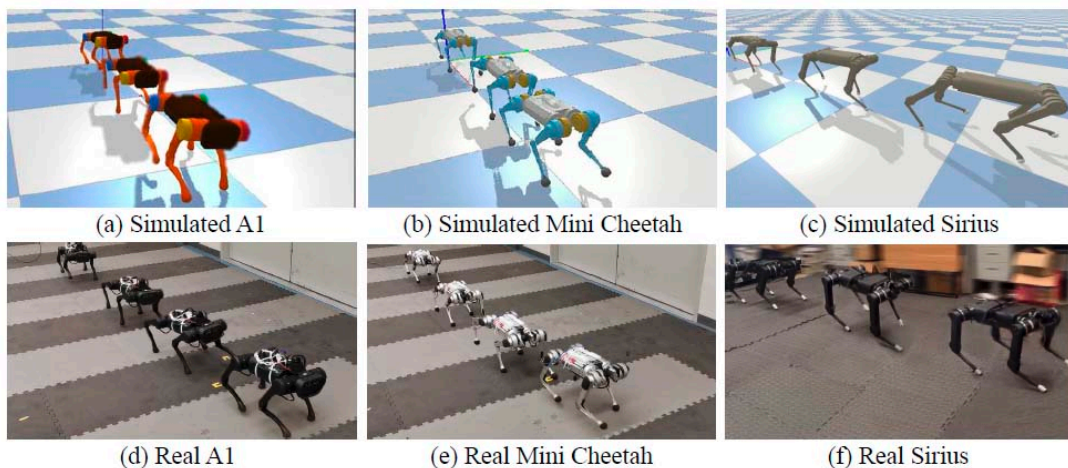 (a) Simulated A1
(b) Simulated Mini Cheetah
(c) Simulated Sirius
(d) Real A1
(e) Real Mini Cheetah
(f) Real Sirius